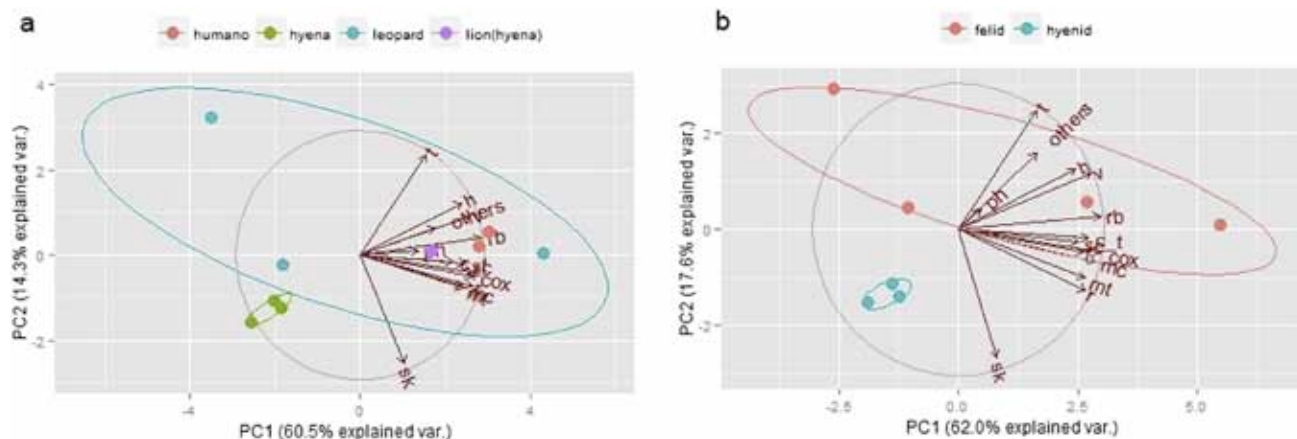 a
humano hyena leopard lion(hyena)
4
2
0
-2
PC2 (14.3% explained var.)
t
h
others
rb
cox
mc
sk
-4 0 4
PC1 (60.5% explained var.)
b
felid hyenid
2
0
-2
PC2 (17.6% explained var.)
t
others
ph
rb
t
cox
mc
mt
sk
-2.5 0.0 2.5 5.0
PC1 (62.0% explained var.)